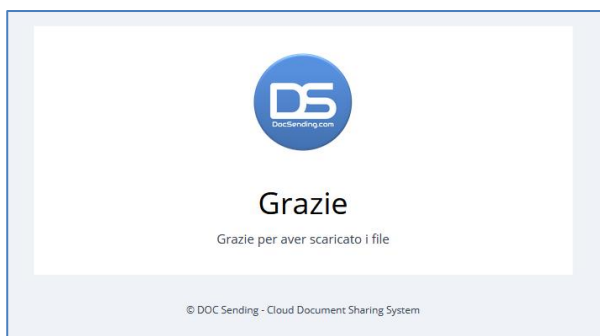 DS
DocSending.com
Grazie
Grazie per aver scaricato i file
© DOC Sending - Cloud Document Sharing System